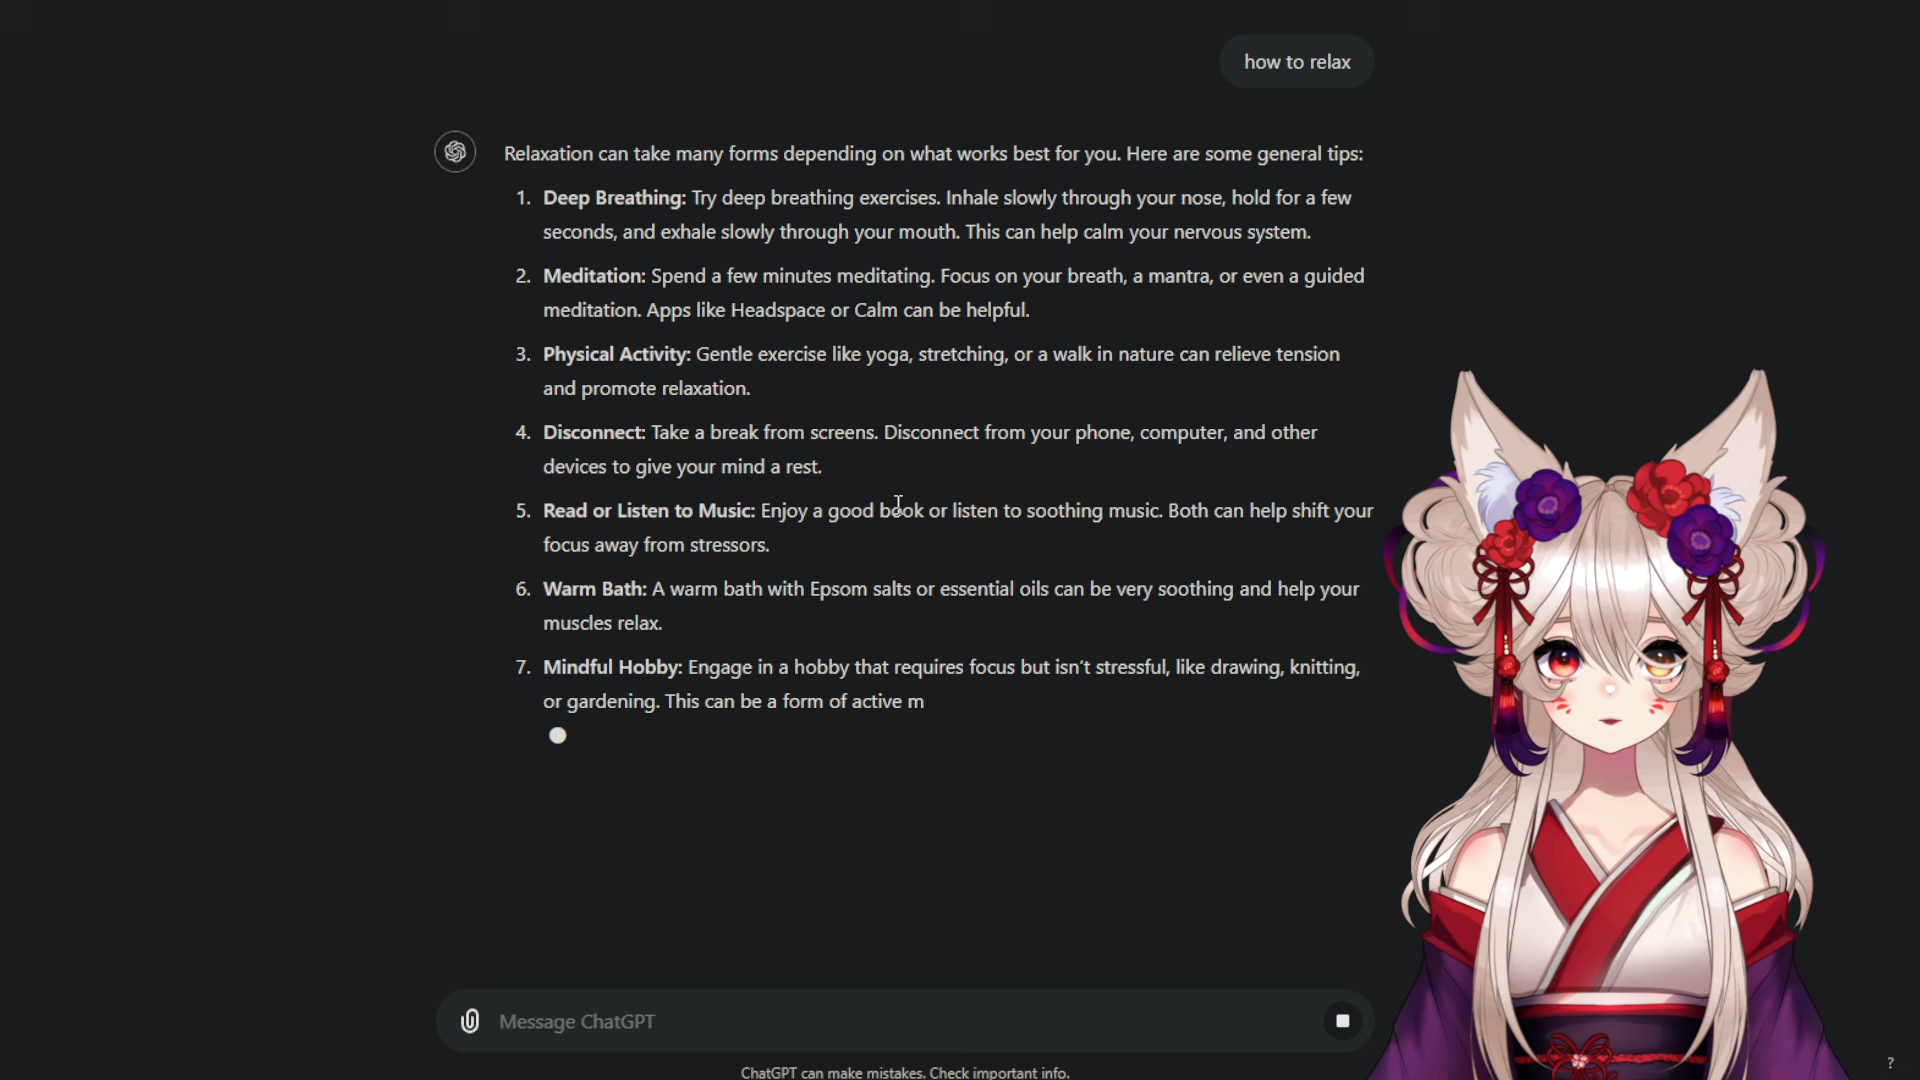 how to relax
Relaxation can take many forms depending on what works best for you. Here are some general tips:
1. Deep Breathing: Try deep breathing exercises. Inhale slowly through your nose, hold for a few
seconds, and exhale slowly through your mouth. This can help calm your nervous system.
2. Meditation: Spend a few minutes meditating. Focus on your breath, a mantra, or even a guided
meditation. Apps like Headspace or Calm can be helpful.
3. Physical Activity: Gentle exercise like yoga, stretching, or a walk in nature can relieve tension
and promote relaxation.
4. Disconnect: Take a break from screens. Disconnect from your phone, computer, and other
devices to give your mind a rest.
5. Read or Listen to Music: Enjoy a good book or listen to soothing music. Both can help shift your
focus away from stressors.
6. Warm Bath: A warm bath with Epsom salts or essential oils can be very soothing and help your
muscles relax.
7. Mindful Hobby: Engage in a hobby that requires focus but isn't stressful, like drawing, knitting,
or gardening. This can be a form of active m
Message ChatGPT
ChatGPT can make mistakes. Check important info.
?